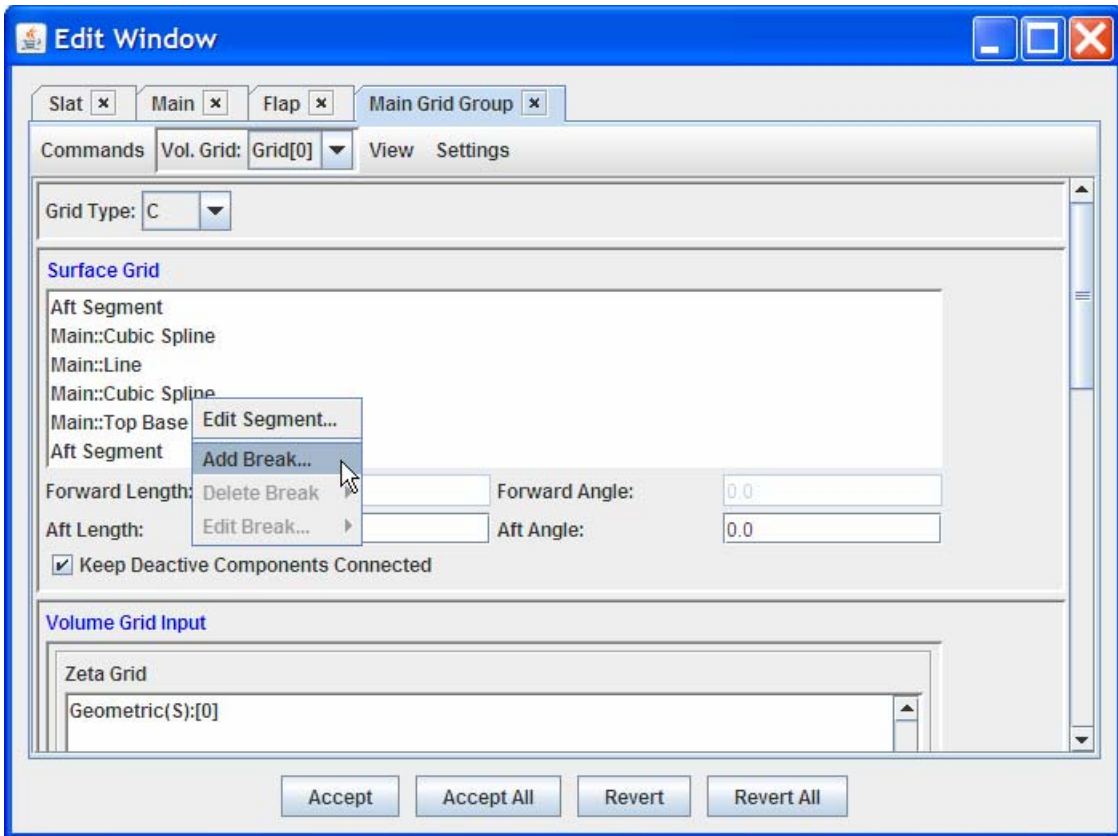 Edit Window
Slat Main Flap Main Grid Group
Commands Vol. Grid: Grid[0] View Settings
Grid Type: C
Surface Grid
Aft Segment
Main::Cubic Spline
Main::Line
Main::Cubic Spline
Main::Top Base
Aft Segment
Edit Segment...
Add Break...
Delete Break
Edit Break...
Forward Length: Forward Angle: 0.0
Aft Length: Aft Angle: 0.0
Keep Deactive Components Connected
Volume Grid Input
Zeta Grid
Geometric(S):[0]
Accept Accept All Revert Revert All